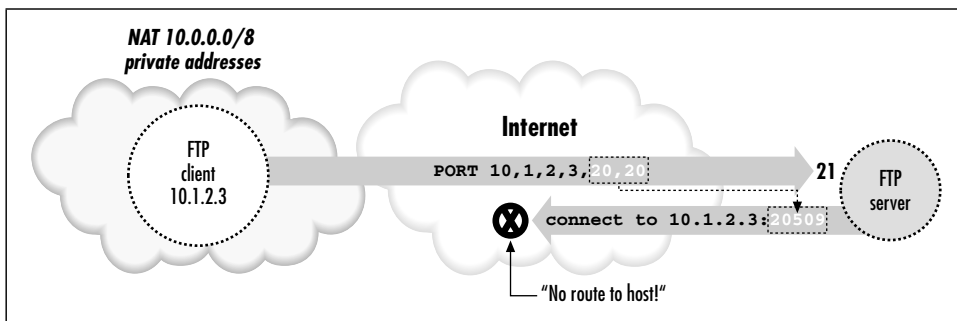 NAT 10.0.0.0/8
private addresses
FTP
client
10.1.2.3
Internet
PORT 10,1,2,3,20,20
21
FTP
server
connect to 10.1.2.3:20509
"No route to host!"